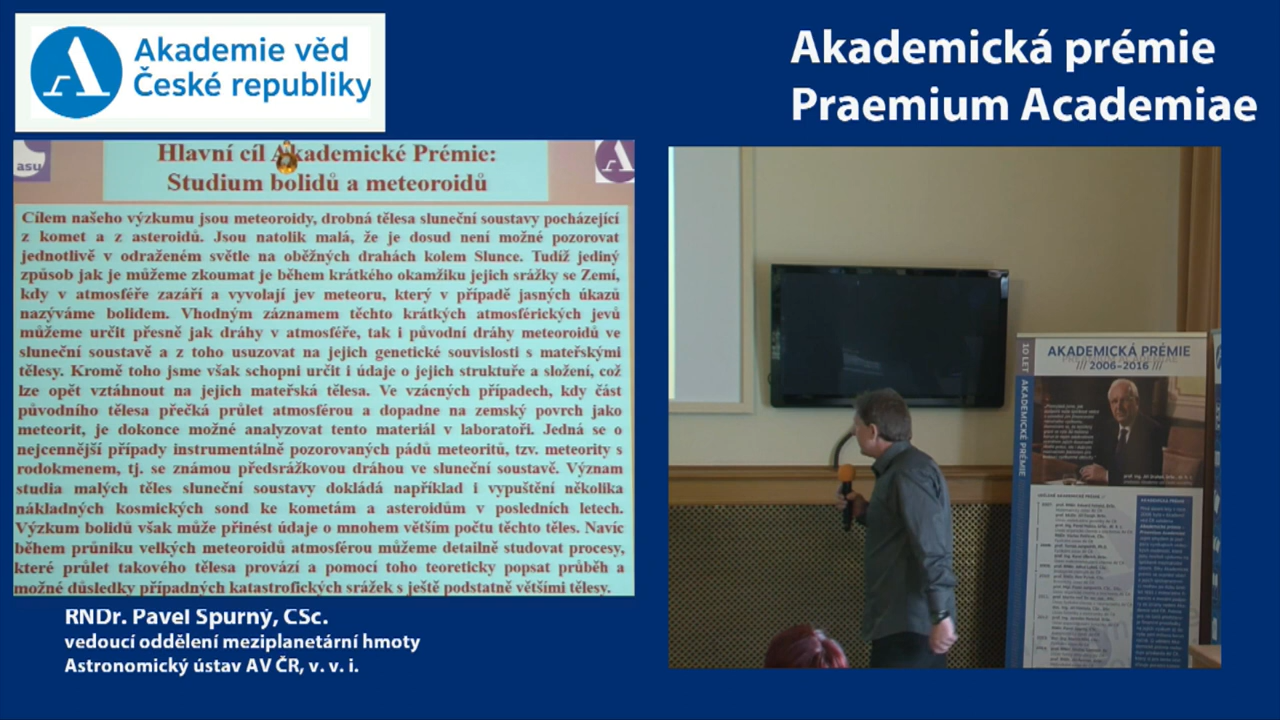 Akademie věd
České republiky
Akademická prémie
Praemium Academiae
asu
Hlavní cíl Akademické Prémie:
Studium bolidů a meteoroidů
Cílem našeho výzkumu jsou meteoroidy, drobná tělesa sluneční soustavy pocházející
z komet a z asteroidů. Jsou natolik malá, že je dosud není možné pozorovat
jednotlivě v odraženém světle na oběžných drahách kolem Slunce. Tudíž jediný
způsob jak je můžeme zkoumat je během krátkého okamžiku jejich srážky se Zemí,
kdy v atmosféře zazáří a vyvolají jev meteoru, který v případě jasných úkazů
nazýváme bolidem. Vhodným záznamem těchto krátkých atmosférických jevů
můžeme určit přesně jak dráhy v atmosféře, tak i původní dráhy meteoroidů ve
sluneční soustavě a z toho usuzovat na jejich genetické souvislosti s mateřskými
tělesy. Kromě toho jsme však schopni určit i údaje o jejich struktuře a složení, což
lze opět vztáhnout na jejich mateřská tělesa. Ve vzácných případech, kdy část
původního tělesa přečká průlet atmosférou a dopadne na zemský povrch jako
meteorit, je dokonce možné analyzovat tento materiál v laboratoři. Jedná se o
nejcennější případy instrumentálně pozorovaných pádů meteoritů, tzv. meteority s
rodokmenem, tj. se známou předsrážkovou dráhou ve sluneční soustavě. Význam
studia malých těles sluneční soustavy dokládá například i vypuštění několika
nákladných kosmických sond ke kometám a asteroidům v posledních letech.
Výzkum bolidů však může přinést údaje o mnohem větším počtu těchto těles. Navíc
během průniku velkých meteoroidů atmosférou můžeme detailně studovat procesy,
které průlet takového tělesa provází a pomocí toho teoreticky popsat průběh a
možné důsledky případných katastrofických srážek s ještě podstatně většími tělesy.
RNDr. Pavel Spurný, CSc.
vedoucí oddělení meziplanetární hmoty
Astronomický ústav AV ČR, v. v. i.
10 LET AKADEMICKÉ PRÉMIE
AKADEMICKÁ PRÉMIE
/// 2006–2016 ///